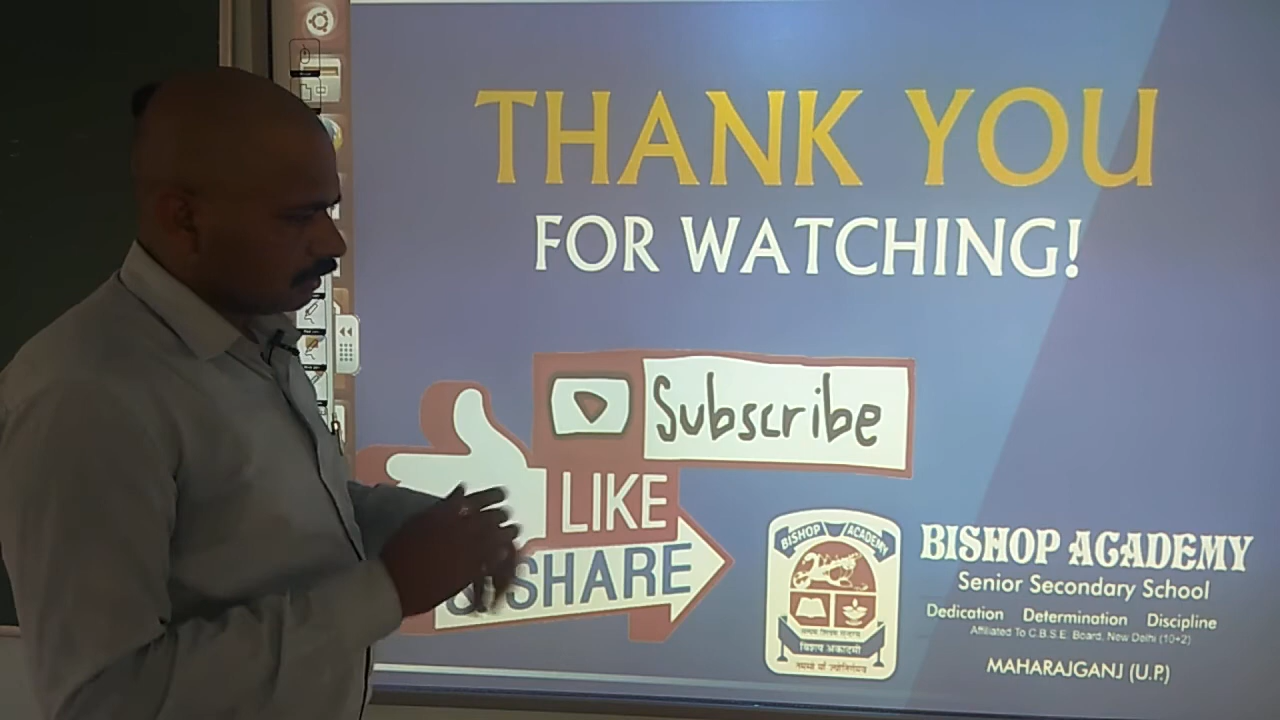 THANK YOU
FOR WATCHING!
Subscribe
LIKE
& SHARE
BISHOP ACADEMY
विशप अकादमी
BISHOP ACADEMY
Senior Secondary School
Dedication Determination Discipline
Affiliated To C.B.S.E. Board, New Delhi (10+2)
MAHARAJGANJ (U.P.)